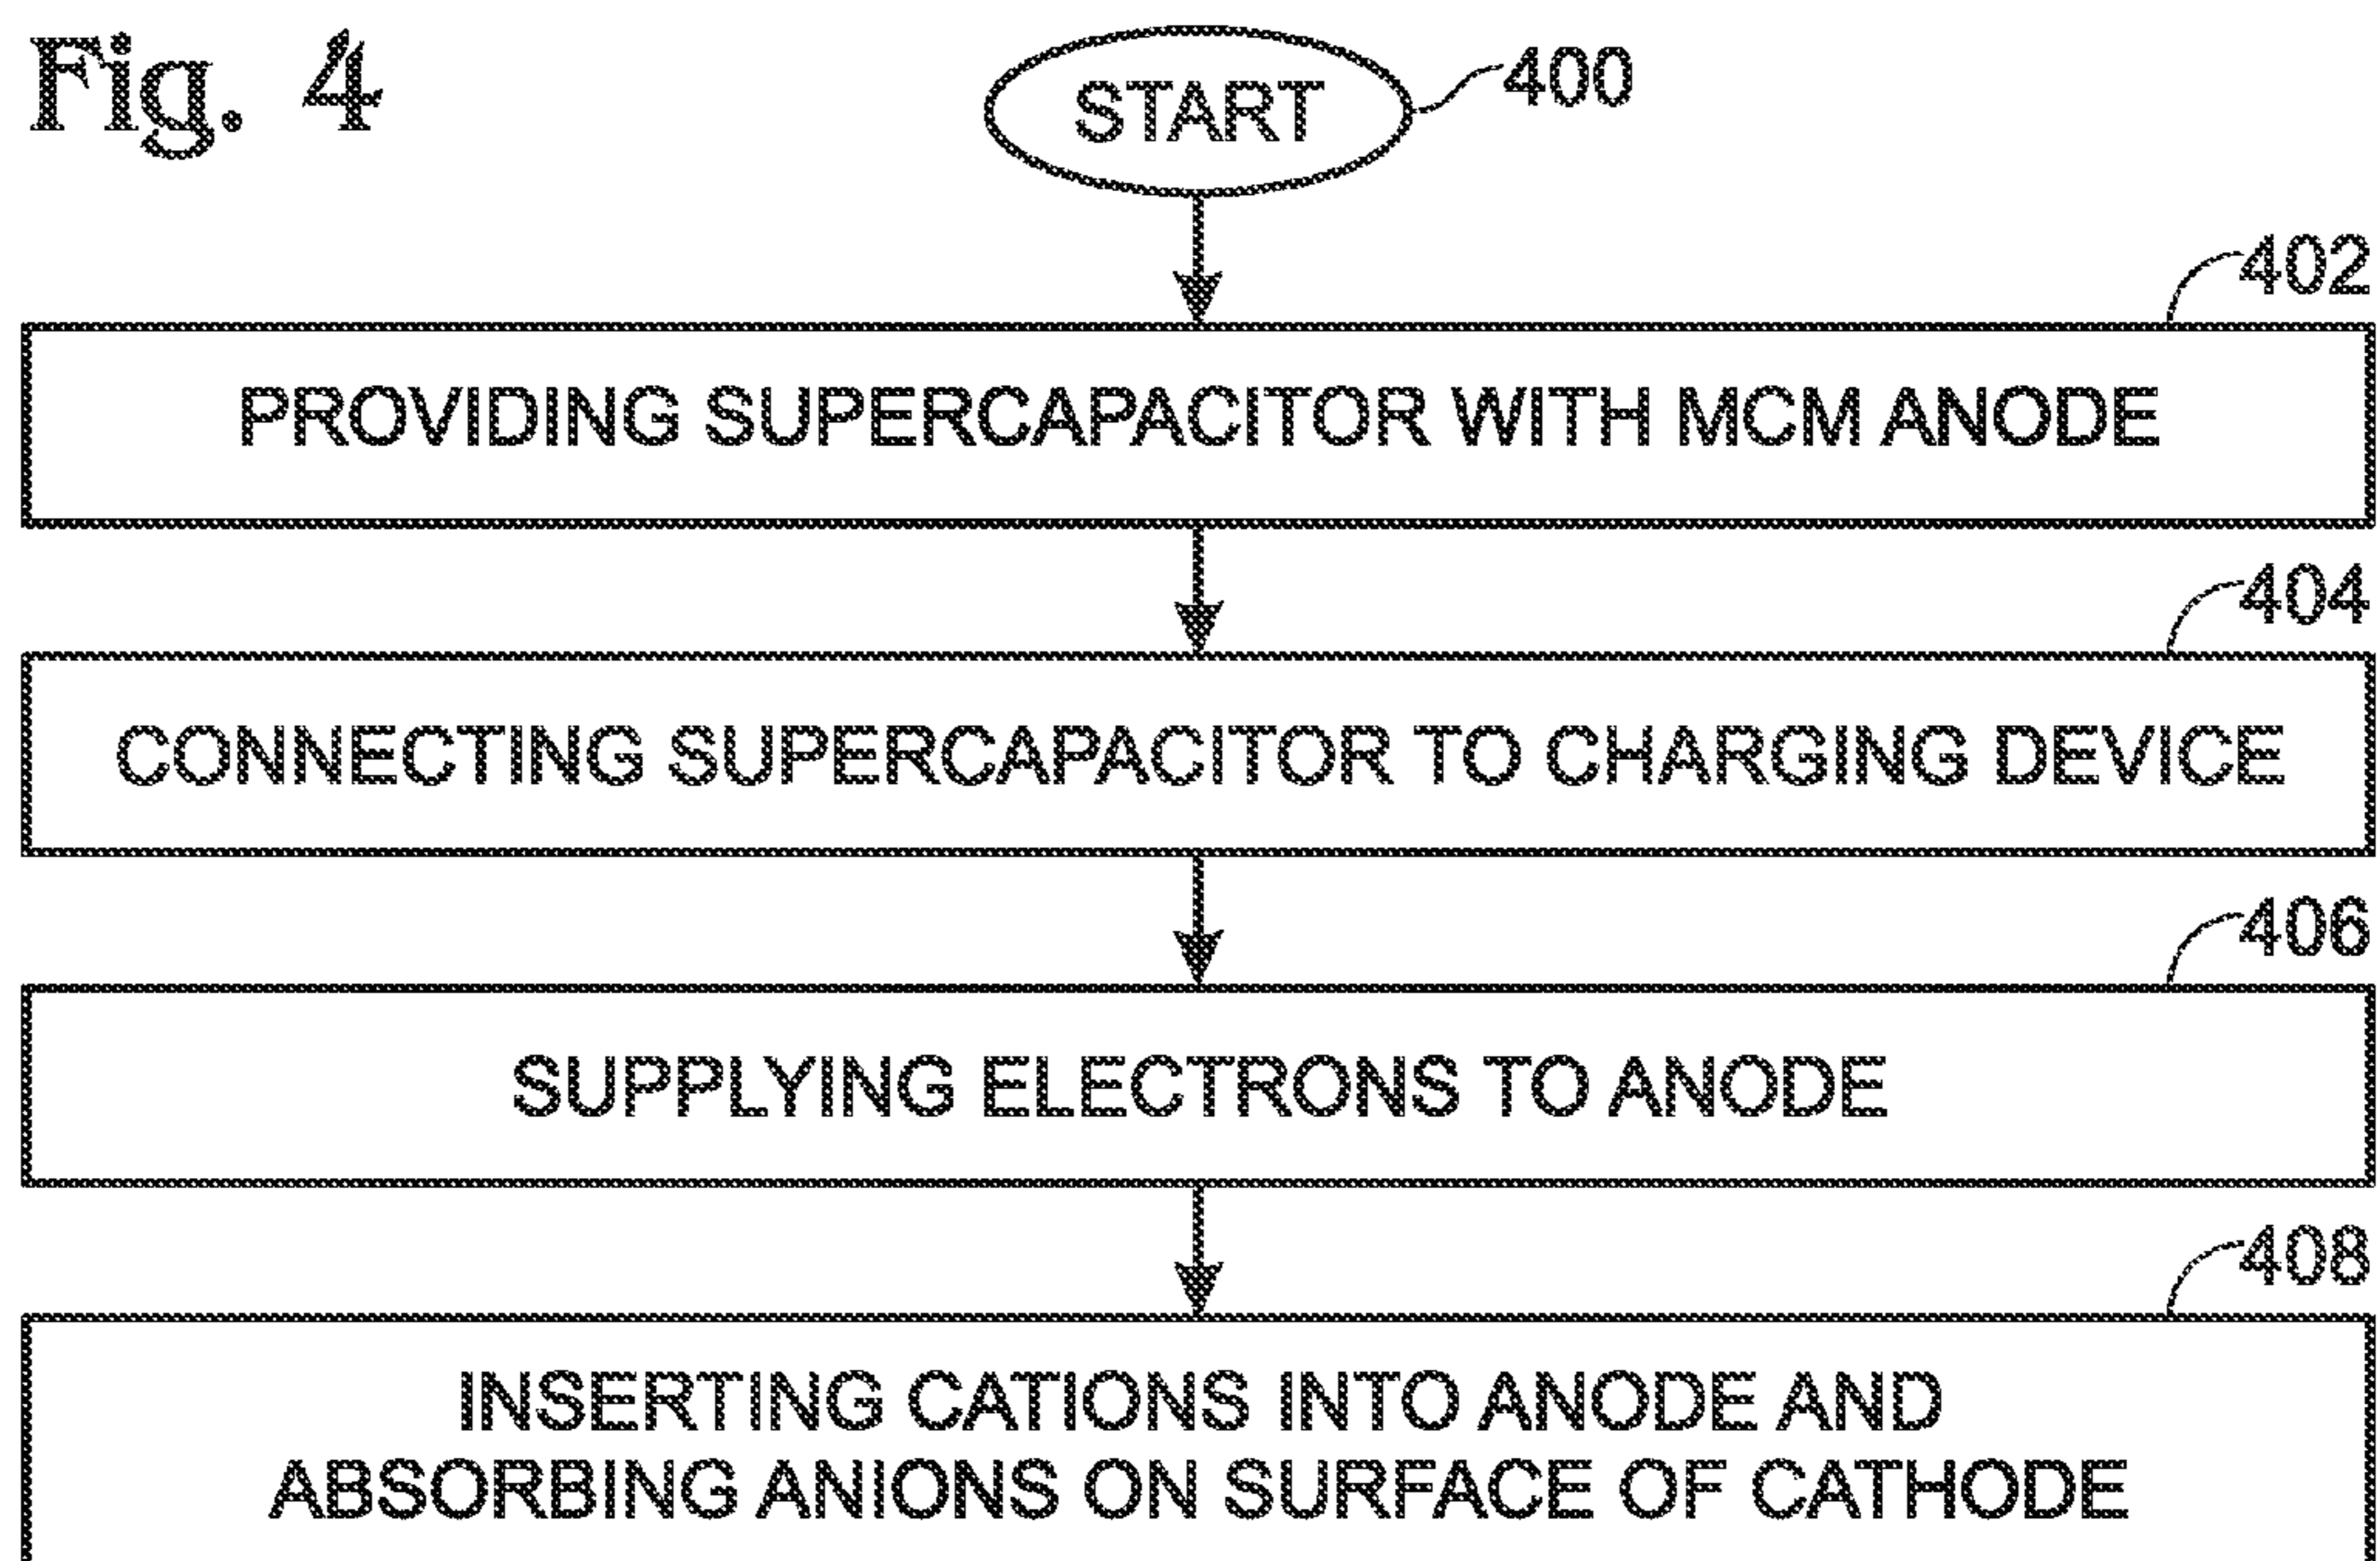 Fig. 4
START
400
402
PROVIDING SUPERCAPACITOR WITH MCM ANODE
404
CONNECTING SUPERCAPACITOR TO CHARGING DEVICE
406
SUPPLYING ELECTRONS TO ANODE
408
INSERTING CATIONS INTO ANODE AND
ABSORBING ANIONS ON SURFACE OF CATHODE